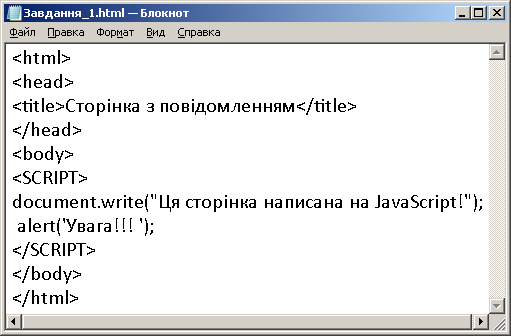 Завдання_1.html — Блокнот
Файл Правка Формат Вид Справка
<html>
<head>
<title>Сторінка з повідомленням</title>
</head>
<body>
<SCRIPT>
document.write("Ця сторінка написана на JavaScript!");
alert('Увага!!! ');
</SCRIPT>
</body>
</html>